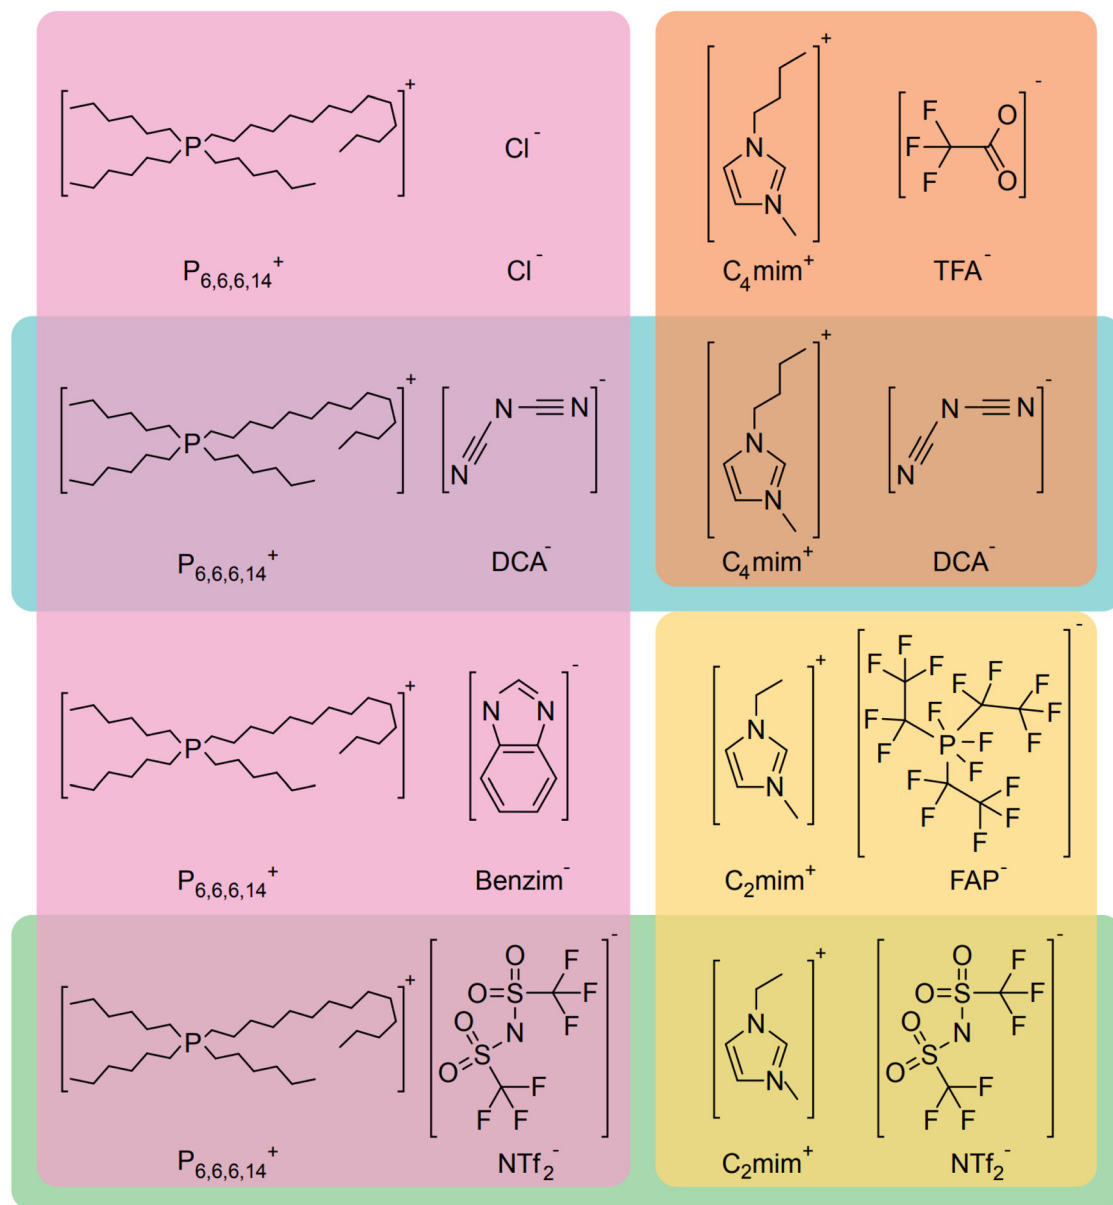 + + -
P Cl⁻ N N F F F O O
P₆,₆,₆,₁₄⁺ Cl⁻ C₄mim⁺ TFA⁻
+ - + -
P N N N N N N N N
P₆,₆,₆,₁₄⁺ DCA⁻ C₄mim⁺ DCA⁻
+ - + -
P N N N N F F F F F F F F F P F F F F F F F F F
P₆,₆,₆,₁₄⁺ Benzim⁻ C₂mim⁺ FAP⁻
+ - + -
P O O S N O O S F F F F F F N N O O S N O O S F F F F F F
P₆,₆,₆,₁₄⁺ NTf₂⁻ C₂mim⁺ NTf₂⁻